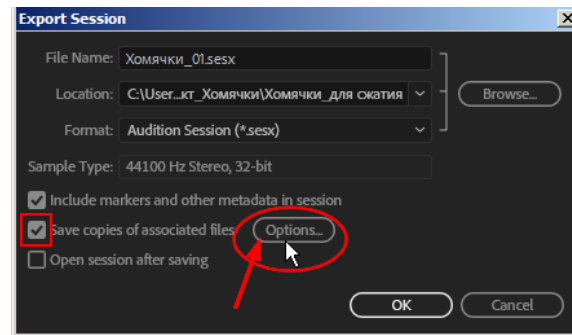 Export Session
File Name: Хомячки_01.sesx
Location: C:\User...кт_Хомячки\Хомячки_для сжатия Browse...
Format: Audition Session (*.sesx)
Sample Type: 44100 Hz Stereo, 32-bit
Include markers and other metadata in session
Save copies of associated files Options...
Open session after saving
OK Cancel